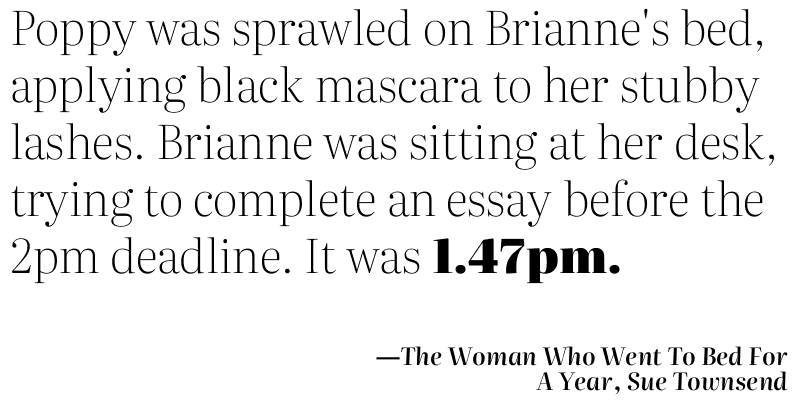 Poppy was sprawled on Brianne's bed,
applying black mascara to her stubby
lashes. Brianne was sitting at her desk,
trying to complete an essay before the
2pm deadline. It was 1.47pm.
—The Woman Who Went To Bed For
A Year, Sue Townsend